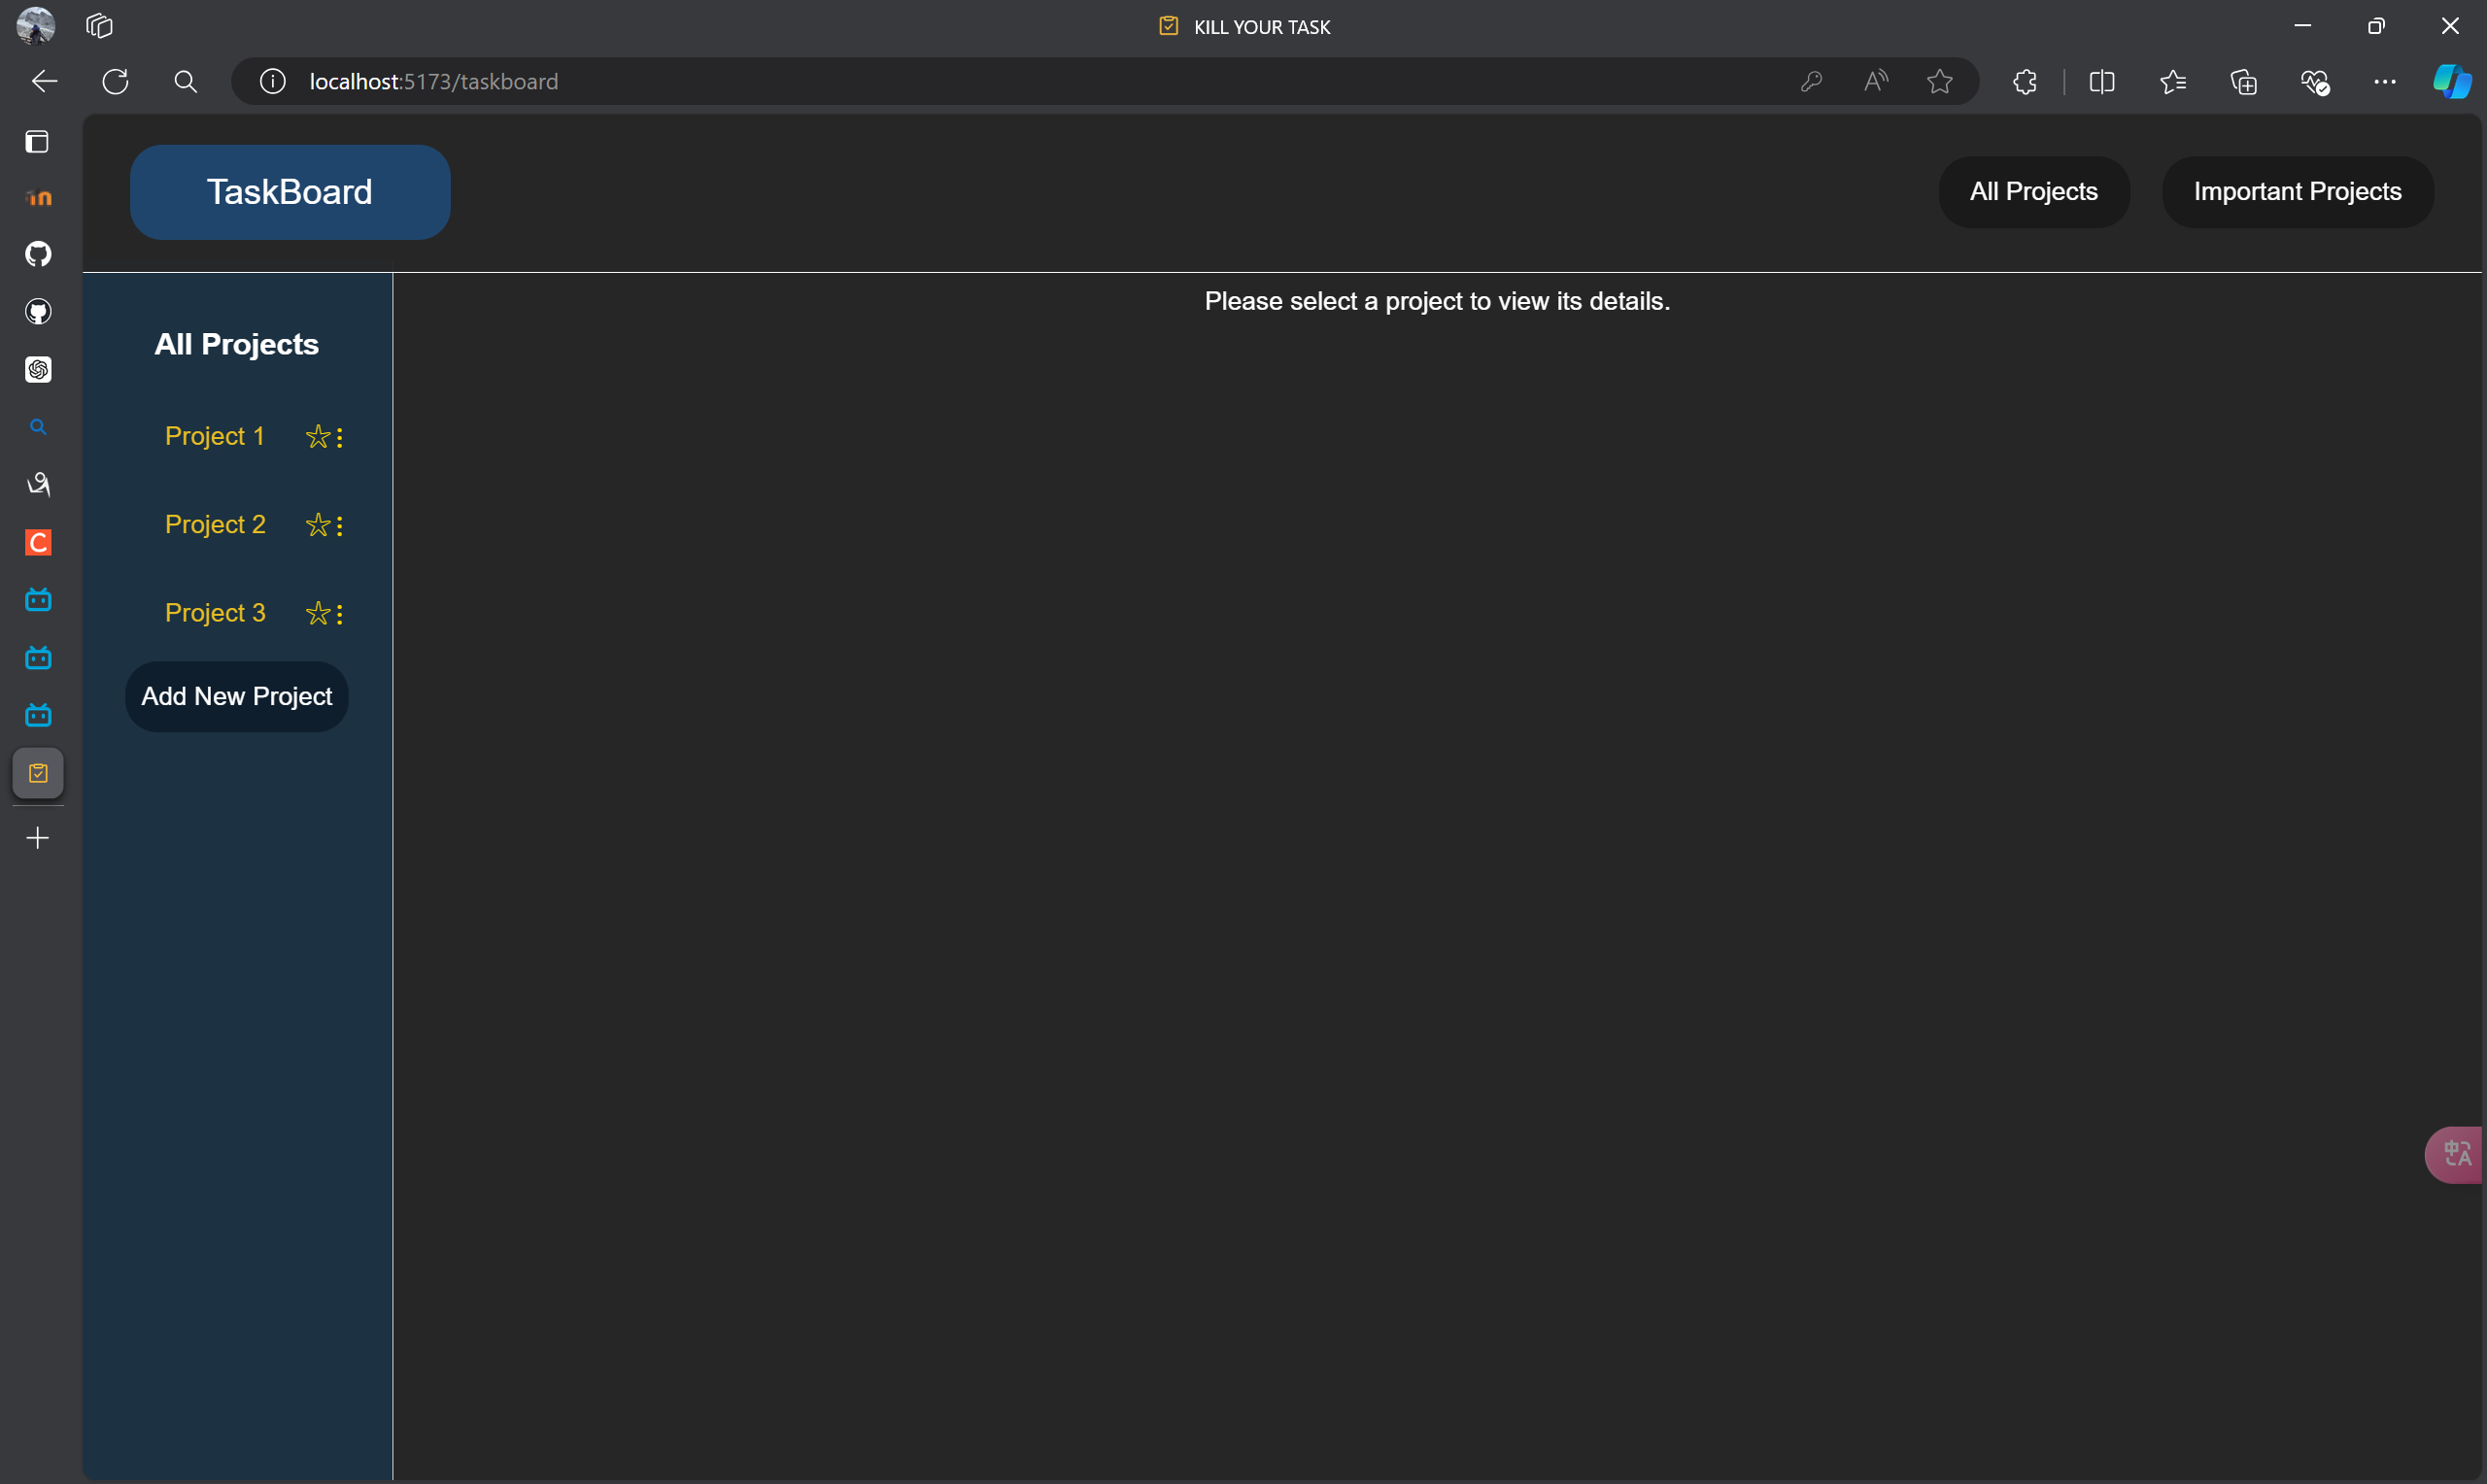 KILL YOUR TASK
localhost:5173/taskboard
TaskBoard
All Projects
Important Projects
Please select a project to view its details.
All Projects
Project 1
Project 2
Project 3
Add New Project